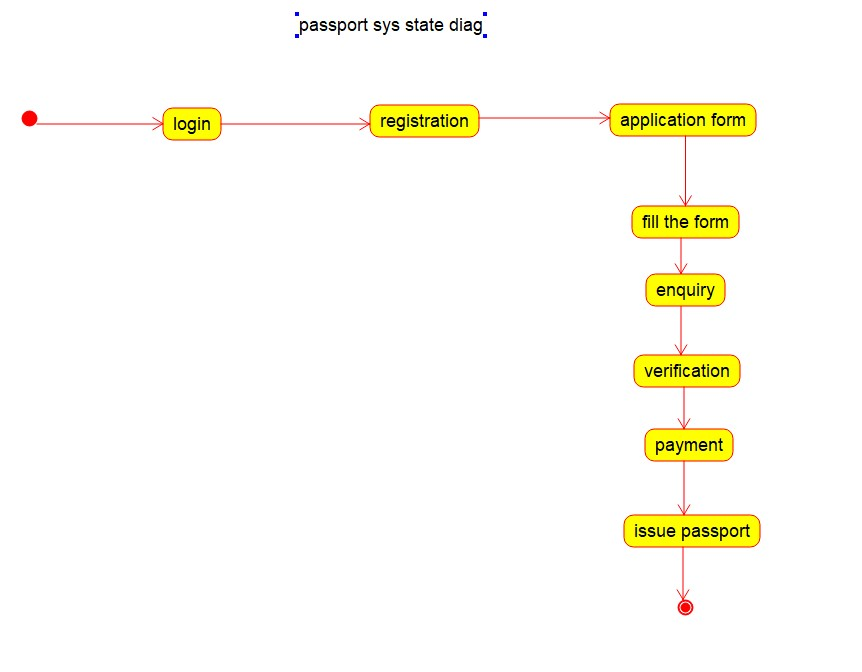 passport sys state diag
login
registration
application form
fill the form
enquiry
verification
payment
issue passport